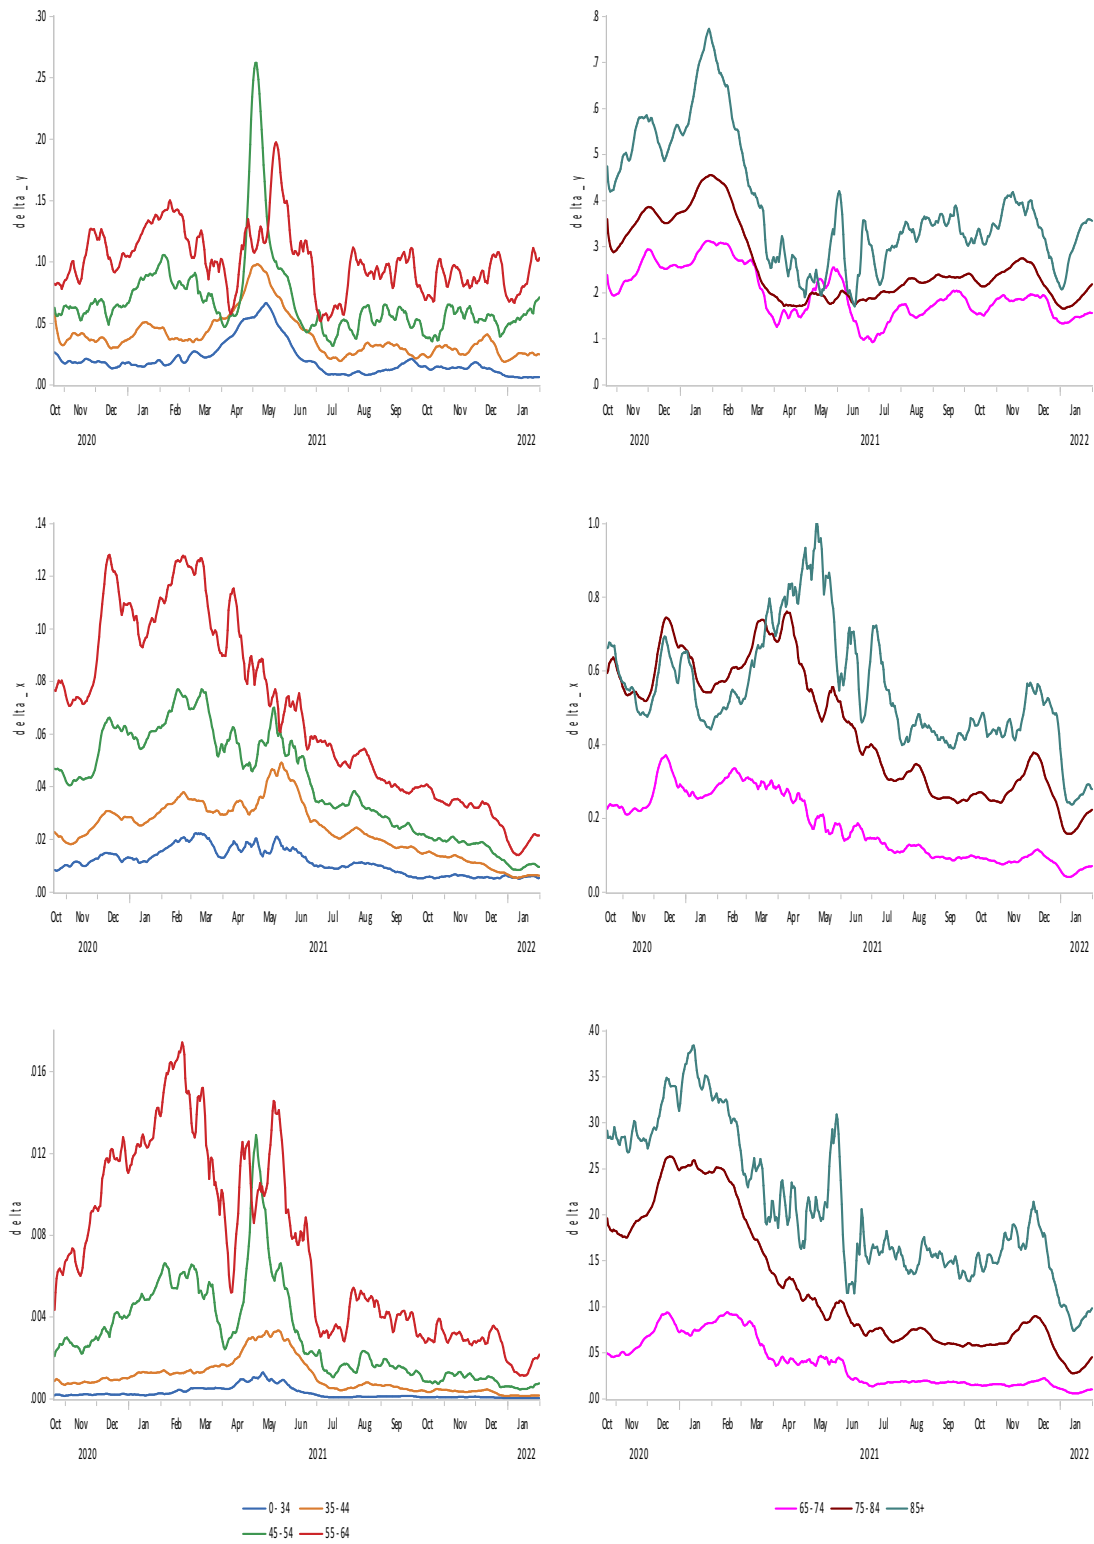 .30
.25
.20
.15
.10
.05
.00
delta_y
Oct Nov Dec Jan Feb Mar Apr May Jun Jul Aug Sep Oct Nov Dec Jan
2020 2021 2022
.8
.7
.6
.5
.4
.3
.2
.1
.0
delta_y
Oct Nov Dec Jan Feb Mar Apr May Jun Jul Aug Sep Oct Nov Dec Jan
2020 2021 2022
.14
.12
.10
.08
.06
.04
.02
.00
delta_x
Oct Nov Dec Jan Feb Mar Apr May Jun Jul Aug Sep Oct Nov Dec Jan
2020 2021 2022
1.0
0.8
0.6
0.4
0.2
0.0
delta_x
Oct Nov Dec Jan Feb Mar Apr May Jun Jul Aug Sep Oct Nov Dec Jan
2020 2021 2022
.016
.012
.008
.004
.000
delta
Oct Nov Dec Jan Feb Mar Apr May Jun Jul Aug Sep Oct Nov Dec Jan
2020 2021 2022
.40
.35
.30
.25
.20
.15
.10
.05
.00
delta
Oct Nov Dec Jan Feb Mar Apr May Jun Jul Aug Sep Oct Nov Dec Jan
2020 2021 2022
0-34 35-44
45-54 55-64
65-74 75-84 85+